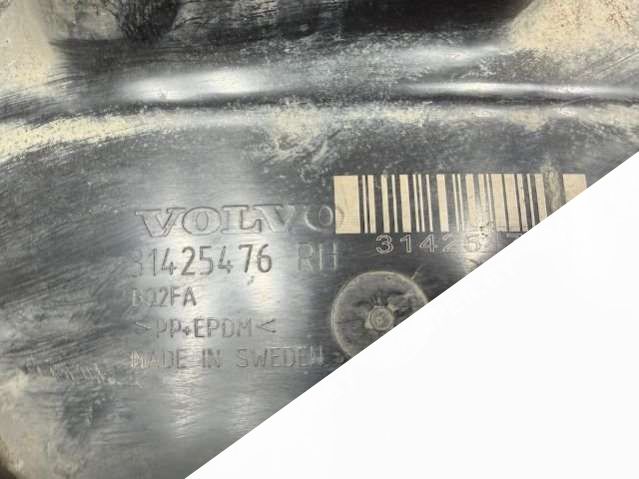 VOLVO
31425476 RH
>PP+EPDM<
MADE IN SWEDEN